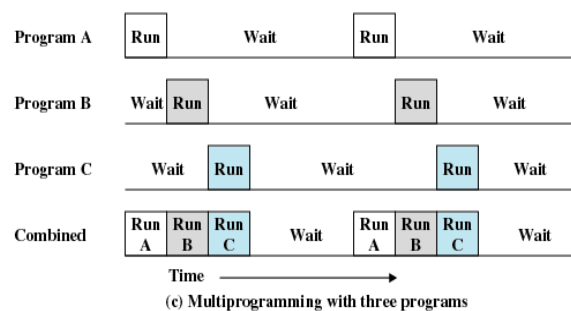 Program A Run Wait Run Wait
Program B Wait Run Wait Run Wait
Program C Wait Run Wait Run Wait
Combined Run A Run B Run C Wait Run A Run B Run C Wait
Time
(c) Multiprogramming with three programs